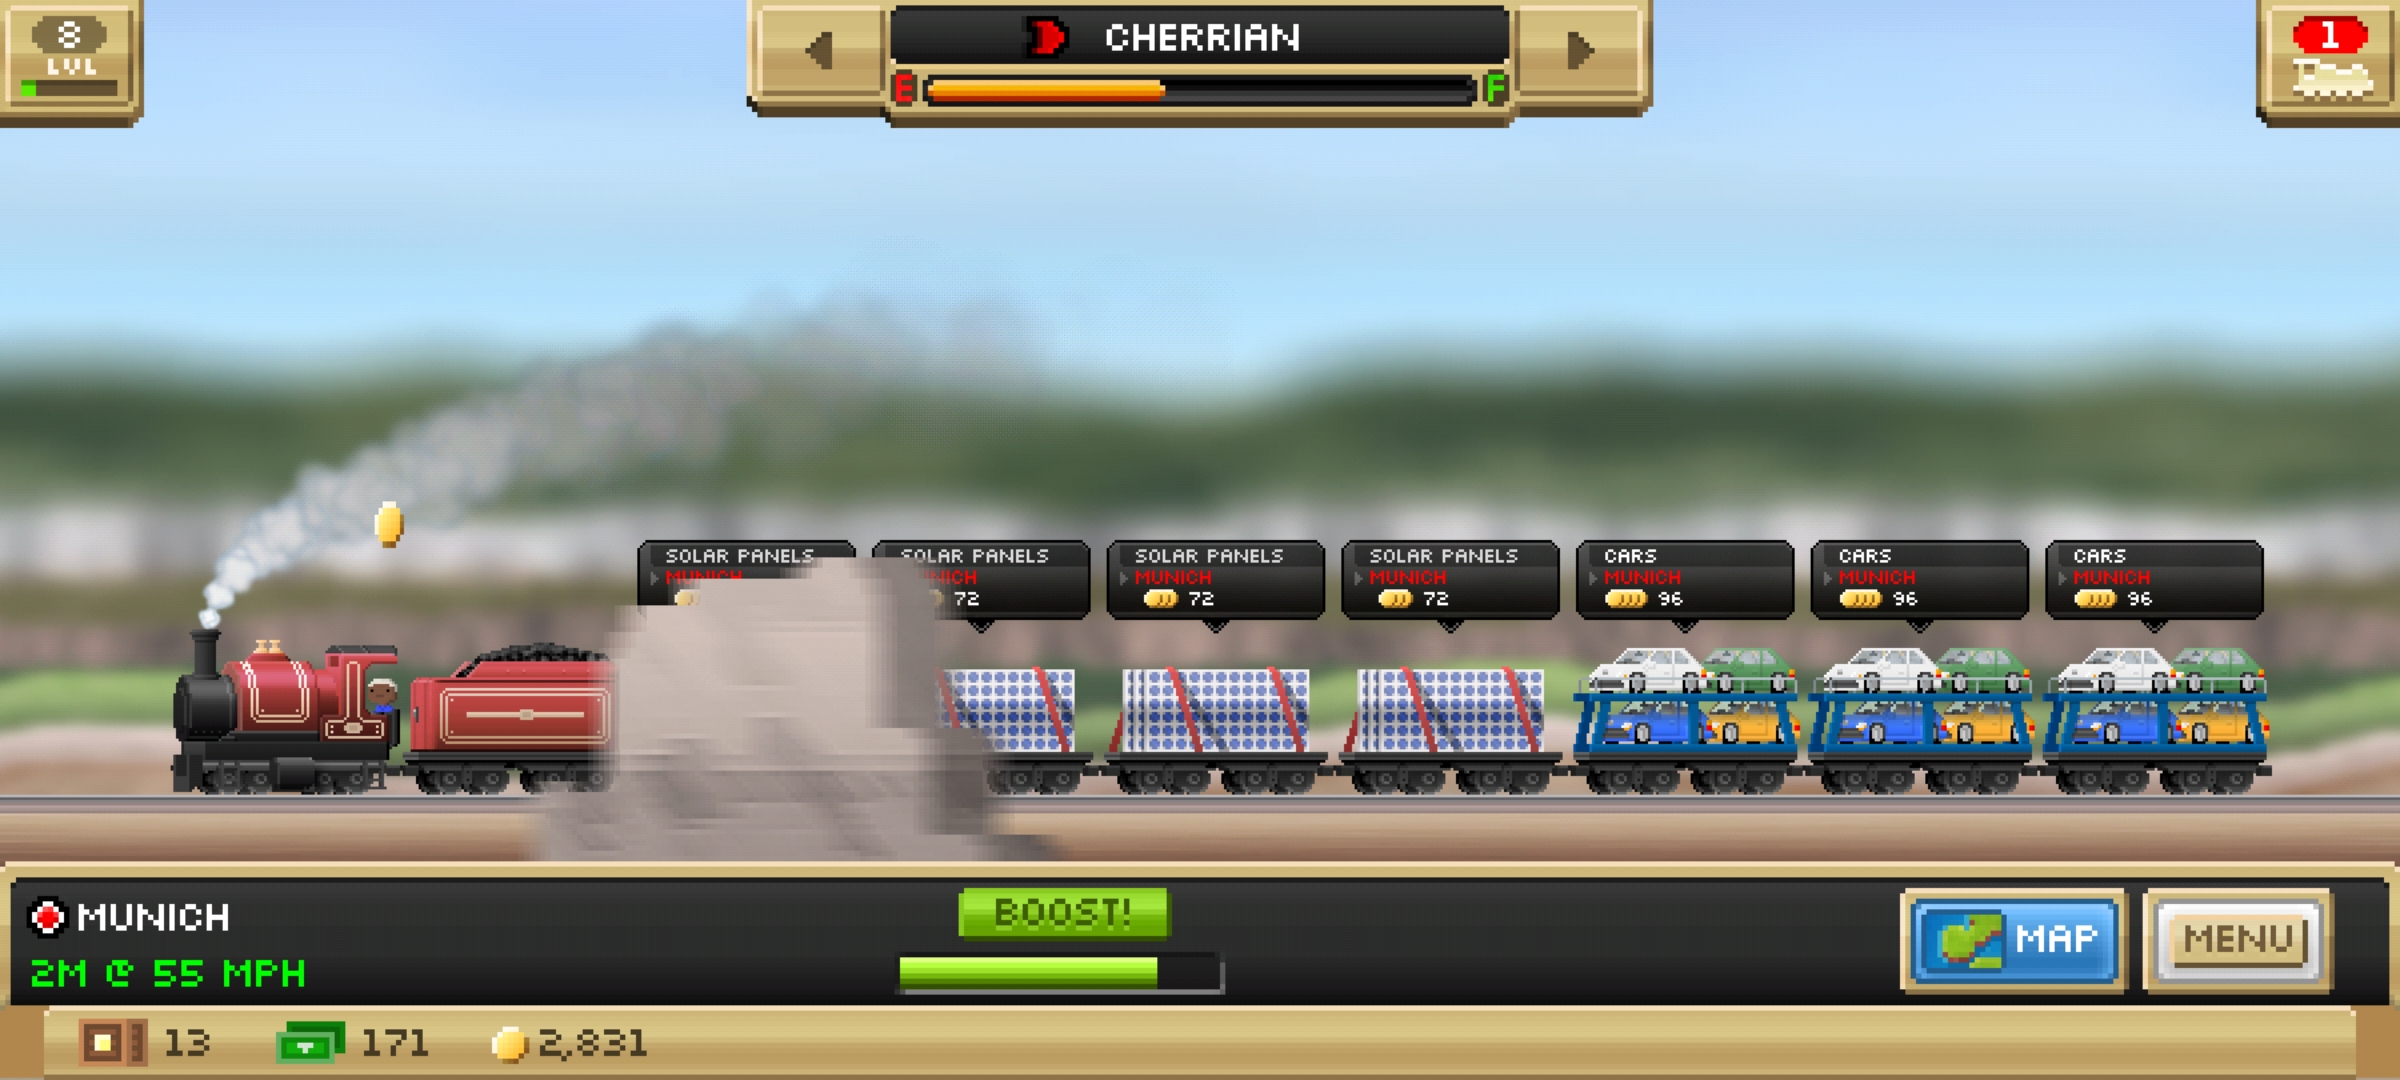 8
LVL
CHERRIAN
E F
1
SOLAR PANELS
MUNICH
SOLAR PANELS
72
SOLAR PANELS
MUNICH
72
SOLAR PANELS
MUNICH
72
CARS
MUNICH
96
CARS
MUNICH
96
CARS
MUNICH
96
MUNICH
2M @ 55 MPH
BOOST!
MAP
MENU
13 171 2,831